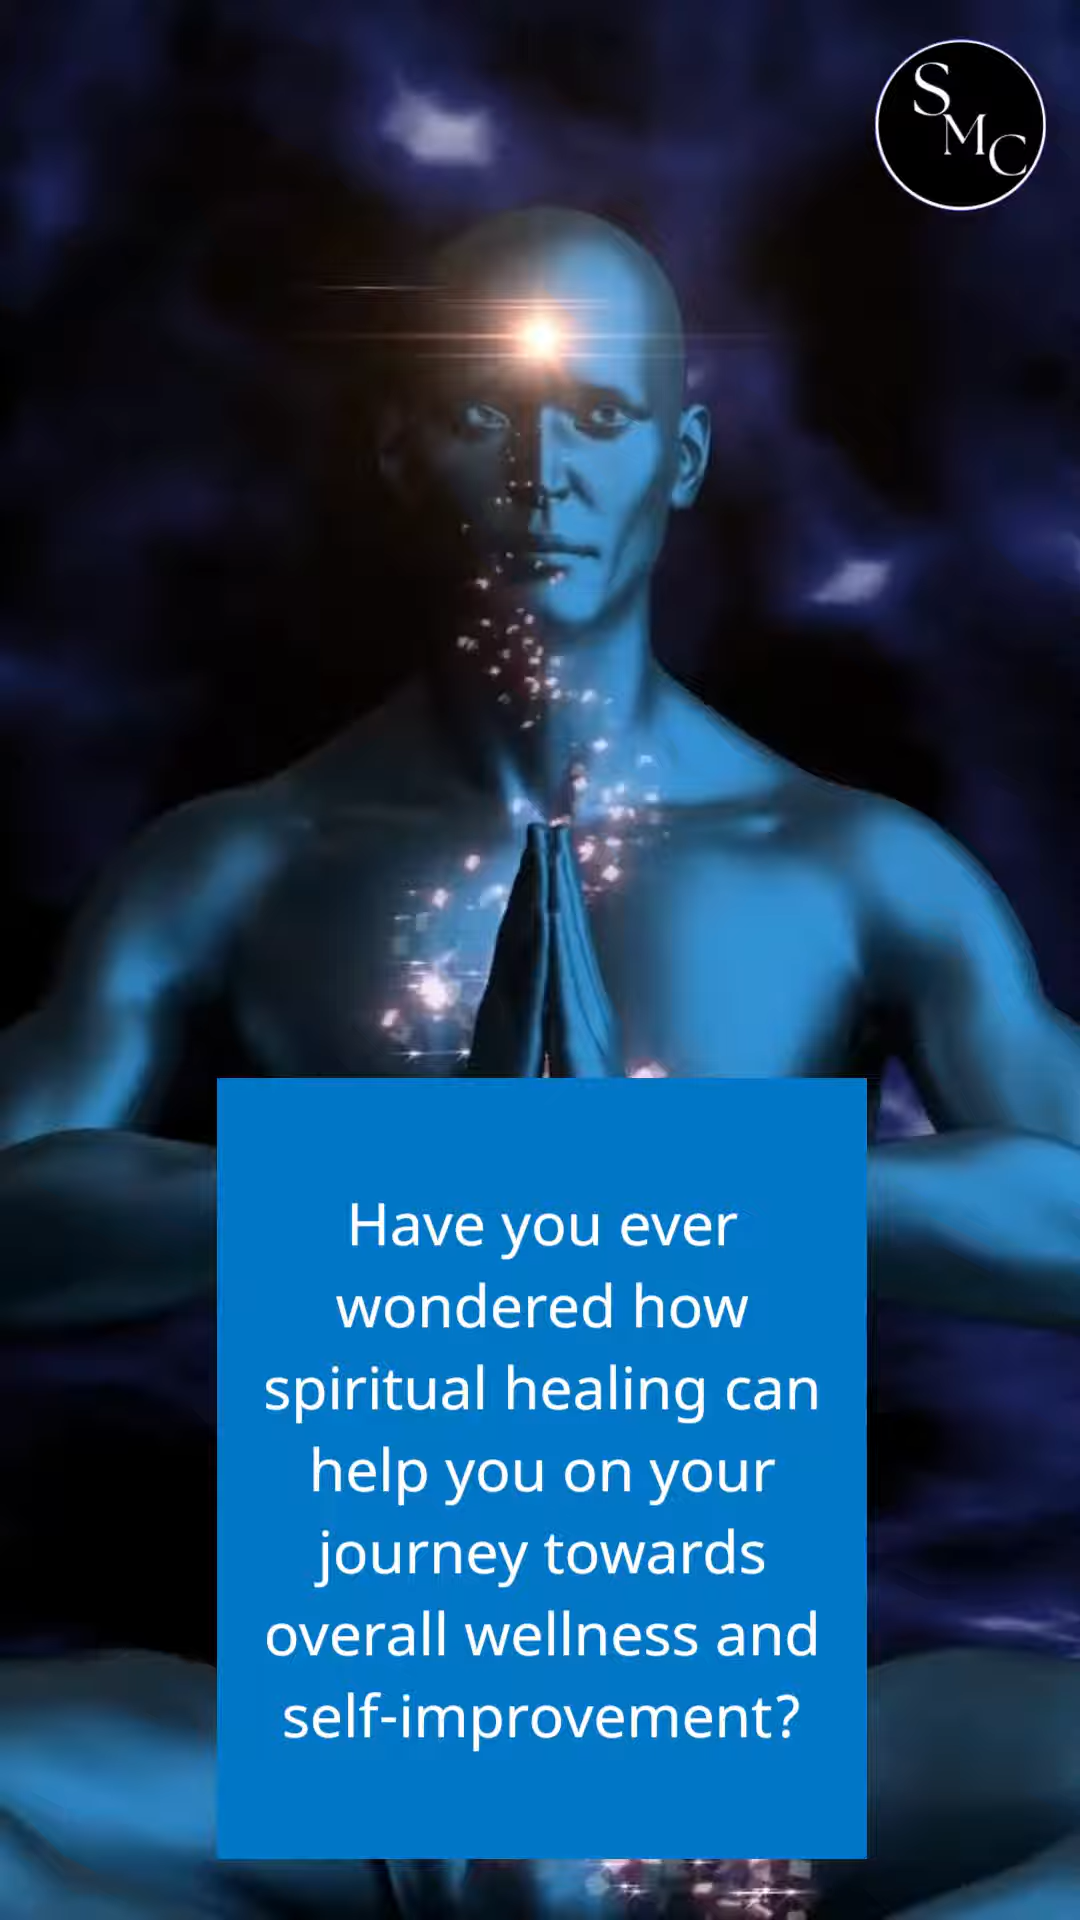 S
M
C
Have you ever
wondered how
spiritual healing can
help you on your
journey towards
overall wellness and
self-improvement?